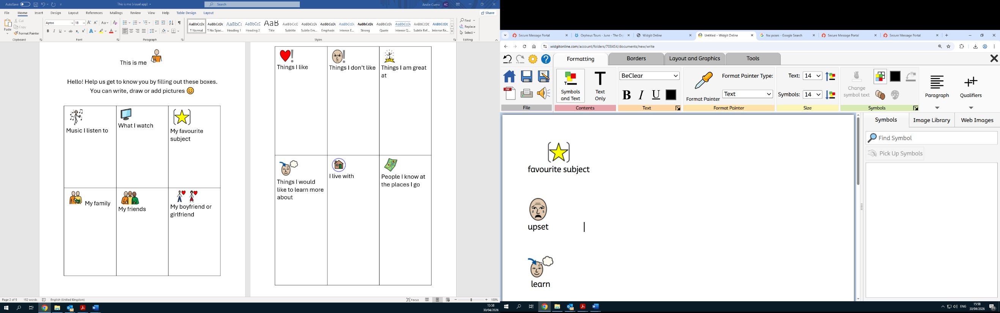 AutoSave
This is me (visual app)
Search
Andie Curno
AC
File
Home
Insert
Design
Layout
References
Mailings
Review
View
Help
Table Design
Layout
Share
Paste
Cut
Copy
Format Painter
Clipboard
Aptos
18
Font
Paragraph
¶ Normal
¶ No Spac...
Heading 1
Heading 2
Title
Subtitle
Subtle Em...
Emphasis
Intense E...
Strong
Quote
Intense Q...
Subtle Ref...
Intense Re...
Styles
Find
Replace
Select
Editing
This is me
Hello! Help us get to know you by filling out these boxes.
You can write, draw or add pictures 😊
Music I listen to
What I watch
My favourite
subject
My family
My friends
My boyfriend or
girlfriend
Things I like
Things I don't like
Things I am great
at
Things I would
like to learn more
about
I live with
People I know at
the places I go
Page 2 of 5
152 words
English (United Kingdom)
Focus
100%
15:58
30/04/2026
Secure Message Portal
Orpheus Tours - June - The Orp
Widgit Online
Untitled – Widgit Online
fox poses - Google Search
Secure Message Portal
Secure Message Portal
widgitonline.com/account/folders/708454/documents/new/write
Formatting
Borders
Layout and Graphics
Tools
PDF
File
Symbols
and Text
Text
Only
Contents
BeClear
B I U
Text
Format Painter
Format Painter Type:
Text
Format Painter
Text: 14
Symbols: 14
Size
Change
symbol text
Symbols
Paragraph
Qualifiers
Symbols
Image Library
Web Images
Find Symbol
Pick Up Symbols
favourite subject
upset
learn
ENG
15:58
30/04/2026
20